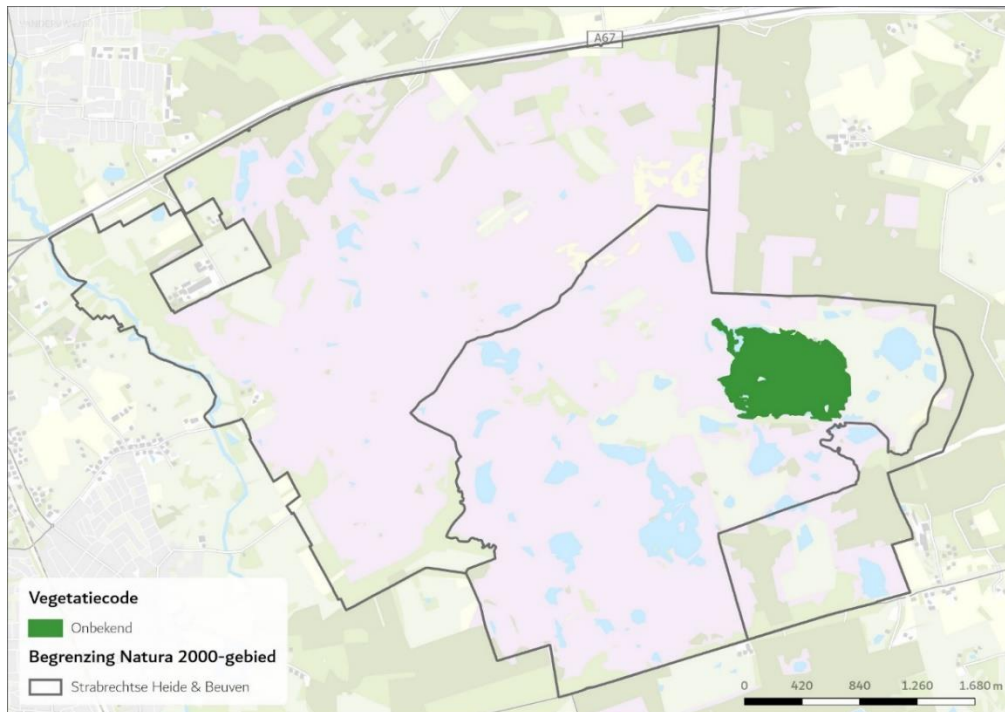 A67
Vegetatiecode
Onbekend
Begrenzing Natura 2000-gebied
Strabrechtse Heide & Beuven
0 420 840 1.260 1.680 m